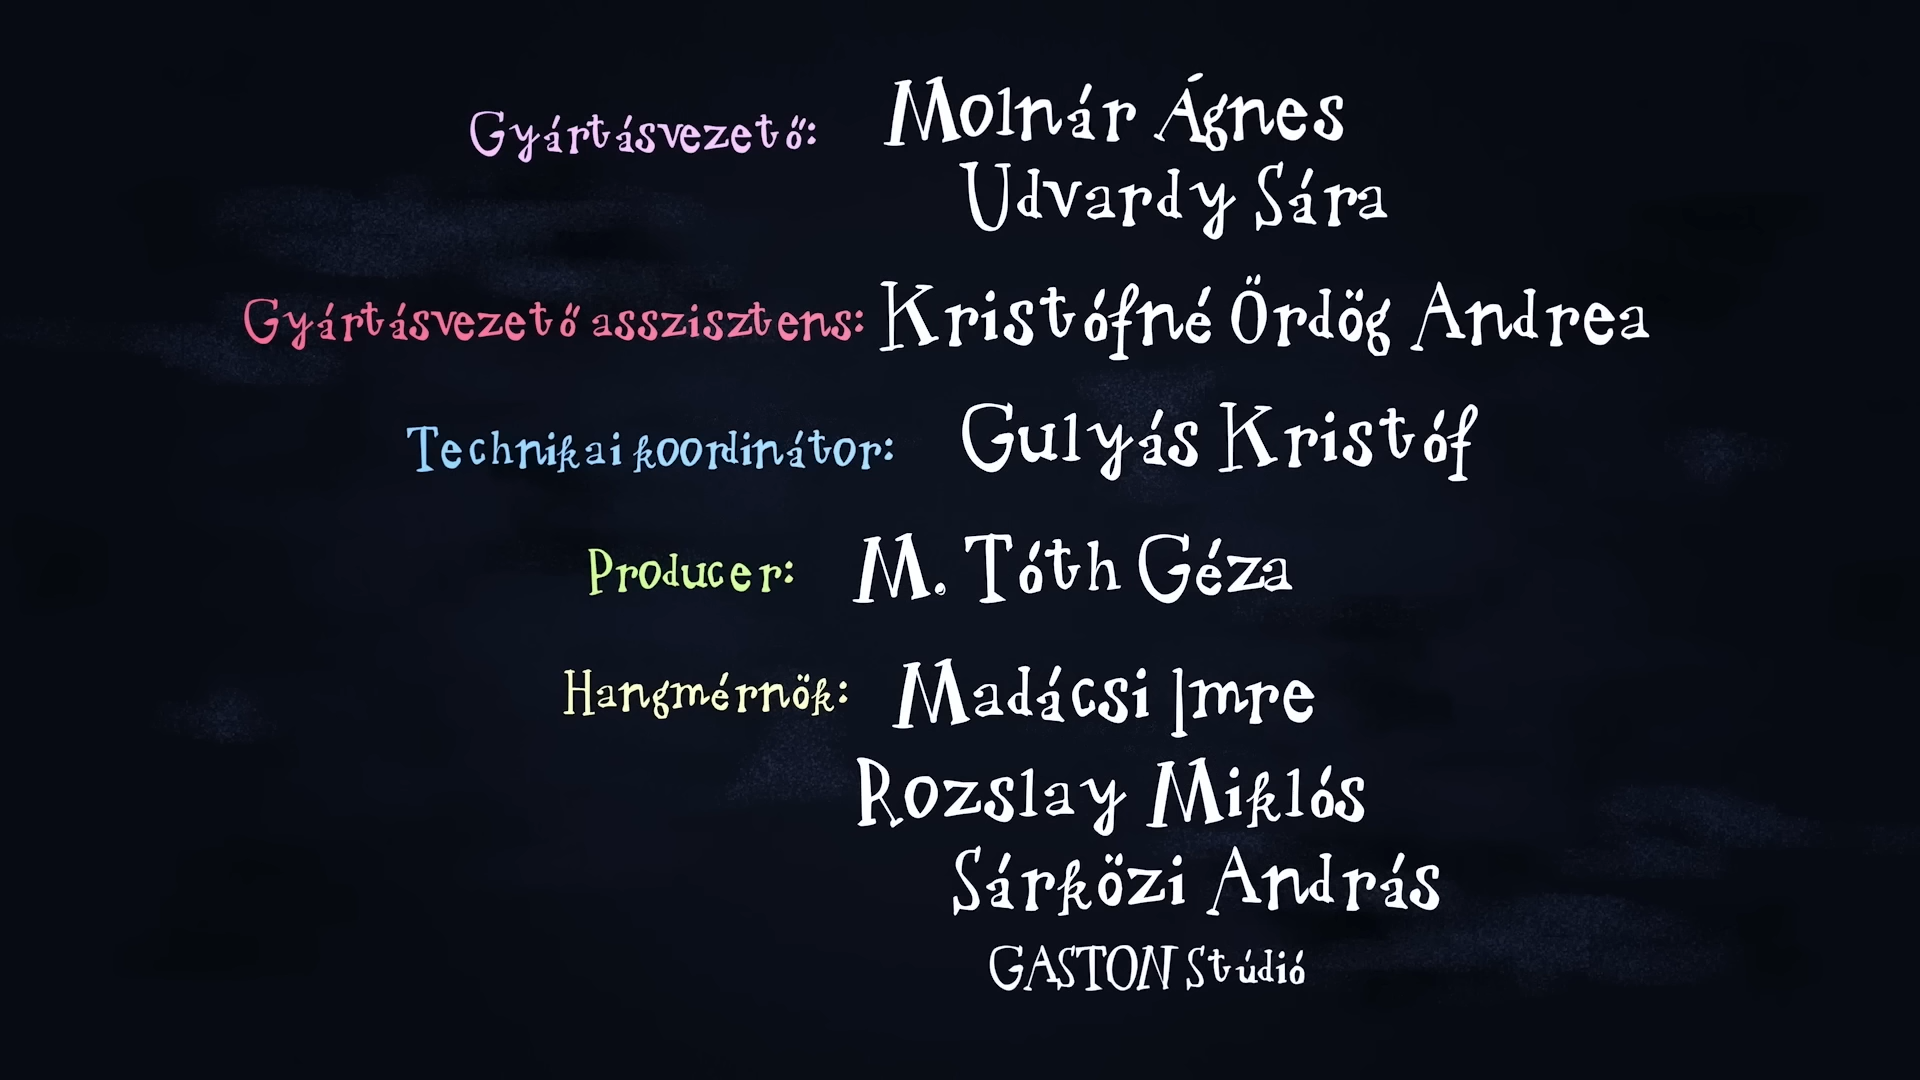 Gyártásvezető: Molnár Ágnes
Udvardy Sára
Gyártásvezető asszisztens: Kristófné Ördög Andrea
Technikai koordinátor: Gulyás Kristóf
Producer: M. Tóth Géza
Hangmérnök: Madácsi Imre
Rozslay Miklós
Sárközi András
GASTON Stúdió